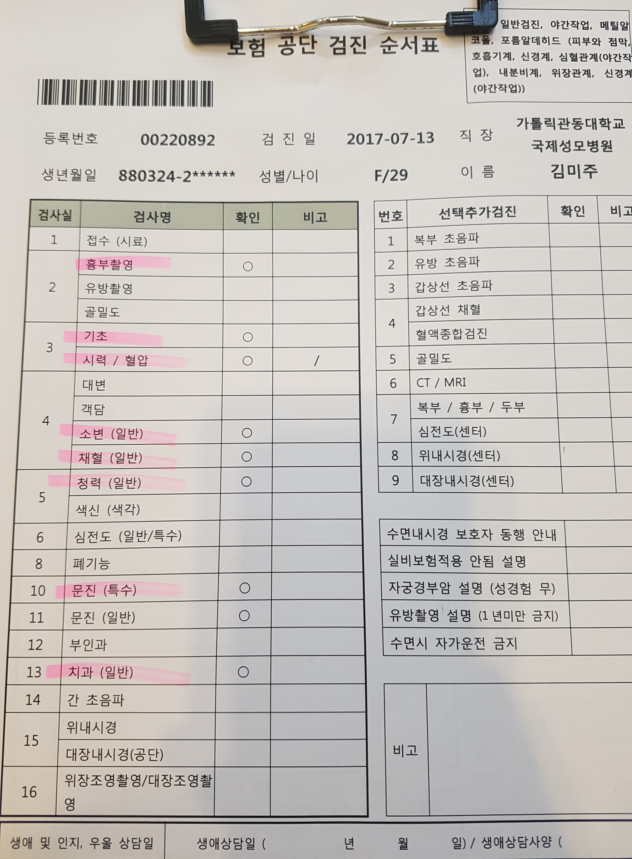 보험 공단 검진 순서표
일반검진, 야간작업, 메틸알
코올, 포름알데히드 (피부와 점막,
호흡기계, 신경계, 심혈관계(야간작
업), 내분비계, 위장관계, 신경계
(야간작업))
등록번호 00220892 검 진 일 2017-07-13 직 장 가톨릭관동대학교
국제성모병원
생년월일 880324-2****** 성별/나이 F/29 이 름 김미주
검사실 검사명 확인 비고
1 접수 (시료)
2 흉부촬영 ○
유방촬영
골밀도
3 기초 ○
시력 / 혈압 ○ /
4 대변
객담
소변 (일반) ○
채혈 (일반) ○
5 청력 (일반) ○
색신 (색각)
6 심전도 (일반/특수)
8 폐기능
10 문진 (특수) ○
11 문진 (일반) ○
12 부인과
13 치과 (일반) ○
14 간 초음파
15 위내시경
대장내시경(공단)
16 위장조영촬영/대장조영촬
영
번호 선택추가검진 확인 비고
1 복부 초음파
2 유방 초음파
3 갑상선 초음파
4 갑상선 채혈
혈액종합검진
5 골밀도
6 CT / MRI
7 복부 / 흉부 / 두부
심전도(센터)
8 위내시경(센터)
9 대장내시경(센터)
수면내시경 보호자 동행 안내
실비보험적용 안됨 설명
자궁경부암 설명 (성경험 무)
유방촬영 설명 (1년미만 금지)
수면시 자가운전 금지
비고
생애 및 인지, 우울 상담일 생애상담일 ( 년 월 일) / 생애상담사양 (